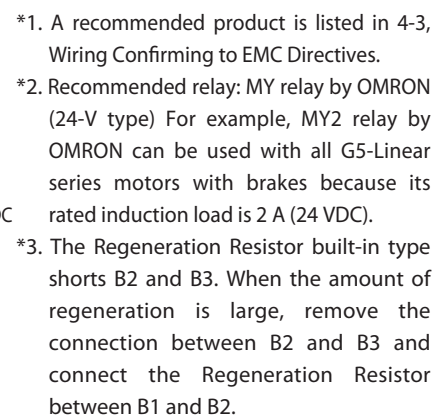 *1. A recommended product is listed in 4-3,
Wiring Confirming to EMC Directives.
*2. Recommended relay: MY relay by OMRON
(24-V type) For example, MY2 relay by
OMRON can be used with all G5-Linear
series motors with brakes because its
rated induction load is 2 A (24 VDC).
*3. The Regeneration Resistor built-in type
shorts B2 and B3. When the amount of
regeneration is large, remove the
connection between B2 and B3 and
connect the Regeneration Resistor
between B1 and B2.